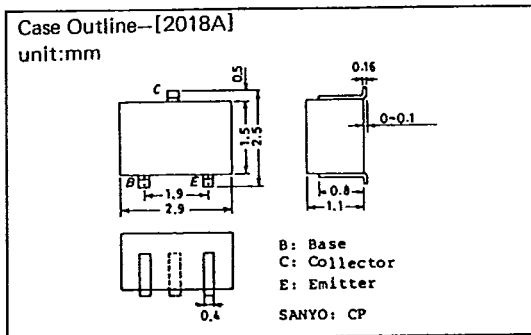 Case Outline—[2018A]
unit:mm
C
0.5
1.5
2.5
B
E
1.9
2.9
0.16
0~0.1
0.8
1.1
0.4
B: Base
C: Collector
E: Emitter
SANYO: CP